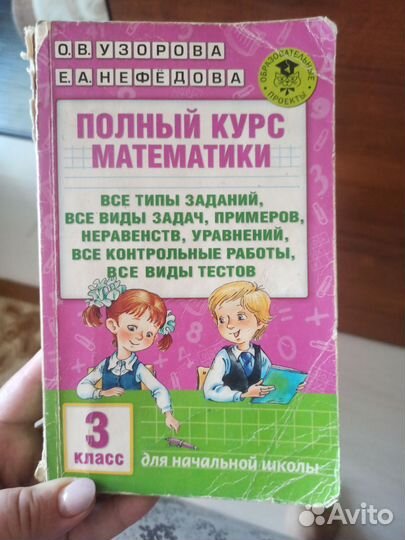 О.В. УЗОРОВА
Е.А. НЕФЁДОВА
ОБРАЗОВАТЕЛЬНЫЕ
ПРОЕКТЫ
ПОЛНЫЙ КУРС
МАТЕМАТИКИ
ВСЕ ТИПЫ ЗАДАНИЙ,
ВСЕ ВИДЫ ЗАДАЧ, ПРИМЕРОВ,
НЕРАВЕНСТВ, УРАВНЕНИЙ,
ВСЕ КОНТРОЛЬНЫЕ РАБОТЫ,
ВСЕ ВИДЫ ТЕСТОВ
3
класс
для начальной школы
Avito